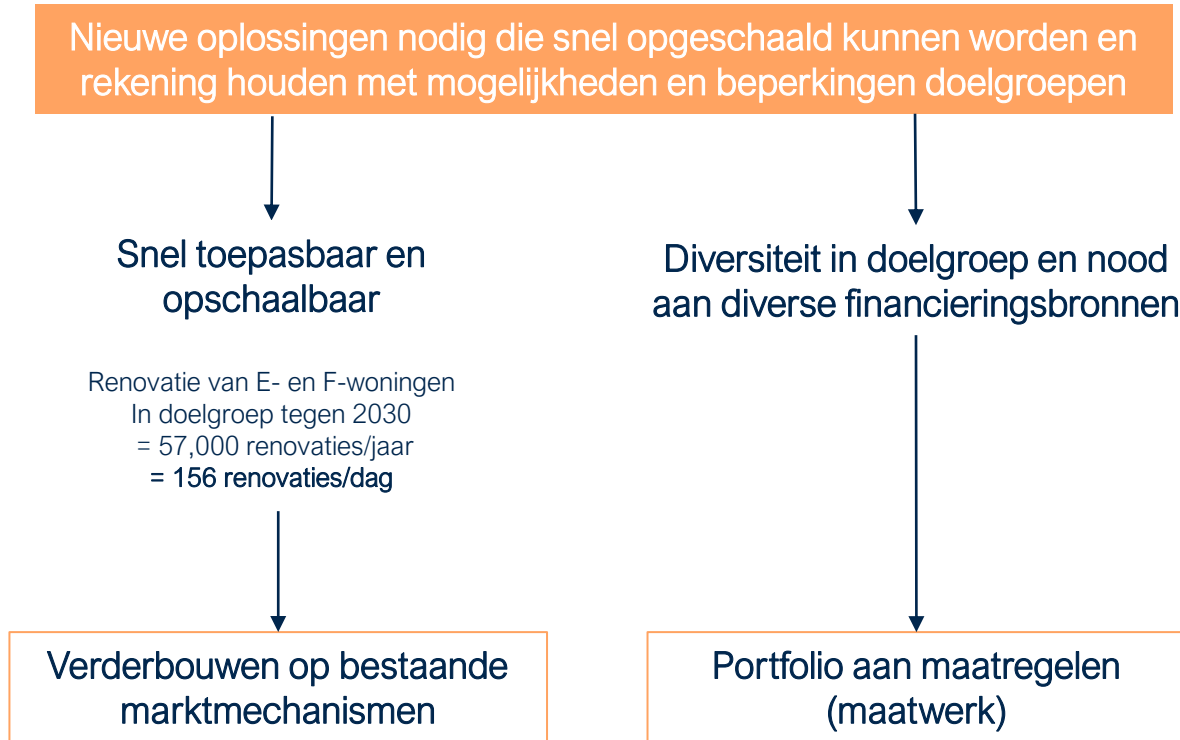 Nieuwe oplossingen nodig die snel opgeschaald kunnen worden en
rekening houden met mogelijkheden en beperkingen doelgroepen
Snel toepasbaar en
opschaalbaar
Renovatie van E- en F-woningen
In doelgroep tegen 2030
= 57,000 renovaties/jaar
= 156 renovaties/dag
Verderbouwen op bestaande
marktmechanismen
Diversiteit in doelgroep en nood
aan diverse financieringsbronnen
Portfolio aan maatregelen
(maatwerk)